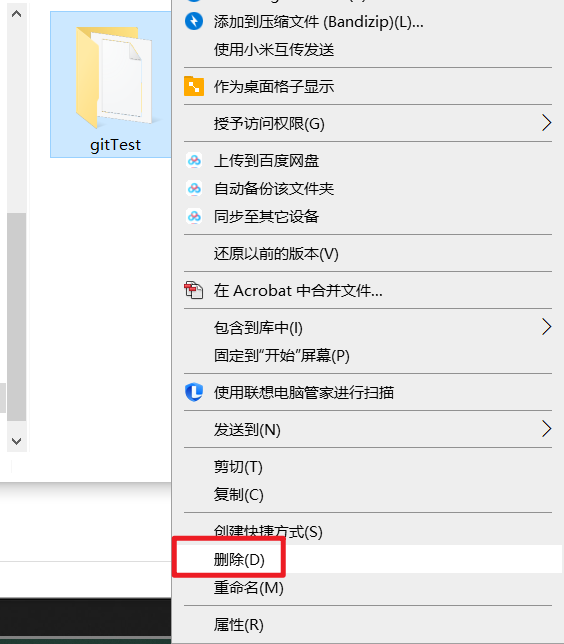 添加到压缩文件 (Bandizip)(L)...
使用小米互传发送
作为桌面格子显示
授予访问权限(G)
上传到百度网盘
自动备份该文件夹
同步至其它设备
还原以前的版本(V)
在 Acrobat 中合并文件...
包含到库中(I)
固定到“开始”屏幕(P)
使用联想电脑管家进行扫描
发送到(N)
剪切(T)
复制(C)
创建快捷方式(S)
删除(D)
重命名(M)
属性(R)
gitTest